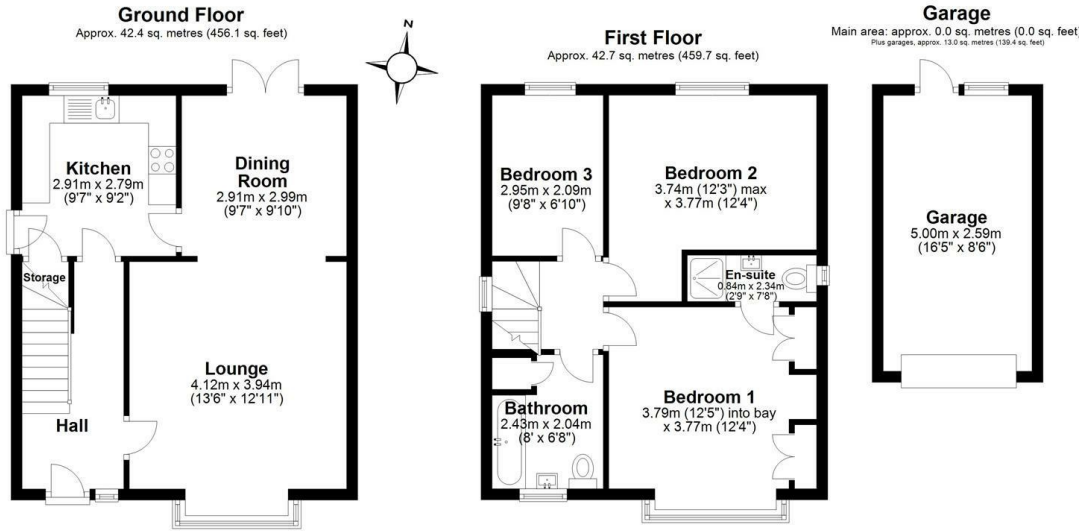 Ground Floor
Approx. 42.4 sq. metres (456.1 sq. feet)
N
Kitchen
2.91m x 2.79m
(9'7" x 9'2")
Dining
Room
2.91m x 2.99m
(9'7" x 9'10")
Storage
Lounge
4.12m x 3.94m
(13'6" x 12'11")
Hall
First Floor
Approx. 42.7 sq. metres (459.7 sq. feet)
Bedroom 3
2.95m x 2.09m
(9'8" x 6'10")
Bedroom 2
3.74m (12'3") max
x 3.77m (12'4")
En-suite
0.84m x 2.34m
(2'9" x 7'8")
Bathroom
2.43m x 2.04m
(8' x 6'8")
Bedroom 1
3.79m (12'5") into bay
x 3.77m (12'4")
Garage
Main area: approx. 0.0 sq. metres (0.0 sq. feet)
Plus garages, approx. 13.0 sq. metres (139.4 sq. feet)
Garage
5.00m x 2.59m
(16'5" x 8'6")